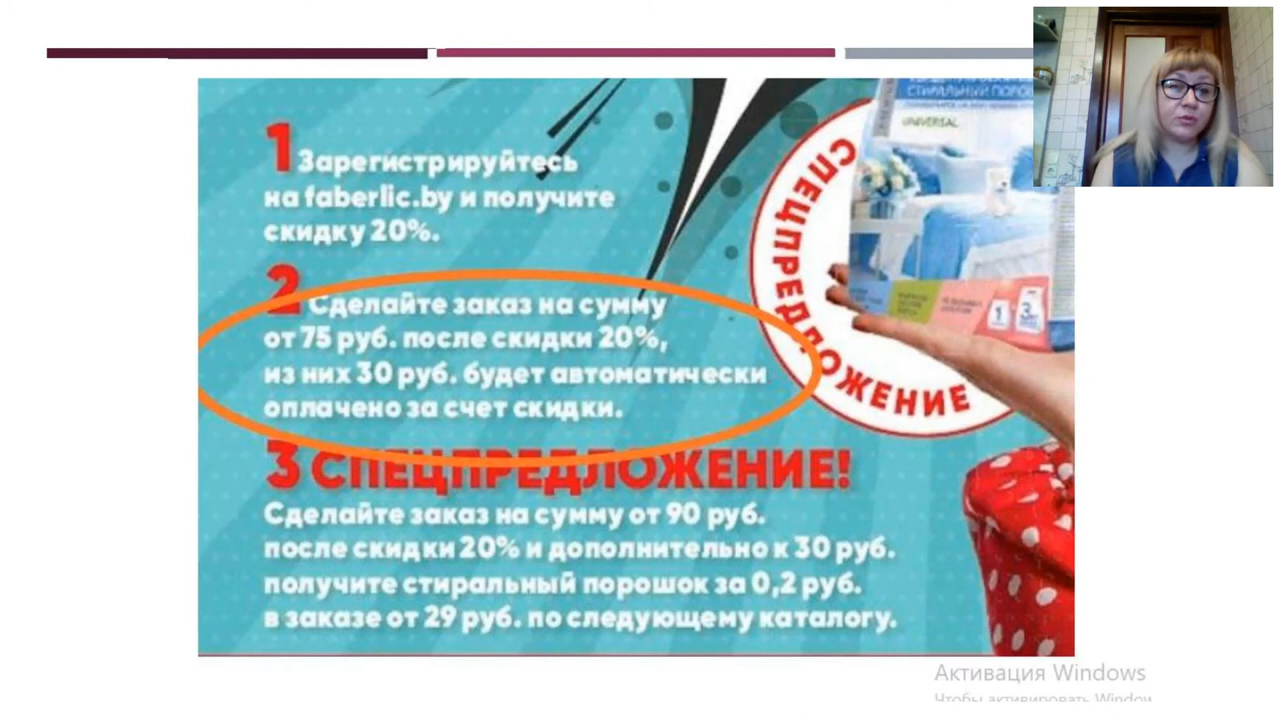 1 Зарегистрируйтесь
на faberlic.by и получите
скидку 20%.
2 Сделайте заказ на сумму
от 75 руб. после скидки 20%,
из них 30 руб. будет автоматически
оплачено за счет скидки.
3 СПЕЦПРЕДЛОЖЕНИЕ!
Сделайте заказ на сумму от 90 руб.
после скидки 20% и дополнительно к 30 руб.
получите стиральный порошок за 0,2 руб.
в заказе от 29 руб. по следующему каталогу.
СТИРАЛЬНЫЙ
UNIVERSAL
СПЕЦПРЕДЛОЖЕНИЕ
Активация Windows
Чтобы активировать Window